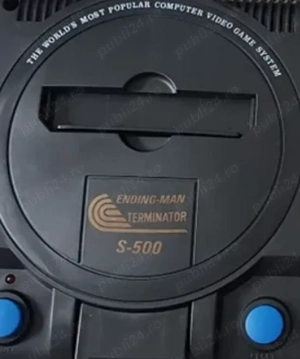 THE WORLD'S MOST POPULAR COMPUTER VIDEO GAME SYSTEM
ENDING-MAN
TERMINATOR
S-500